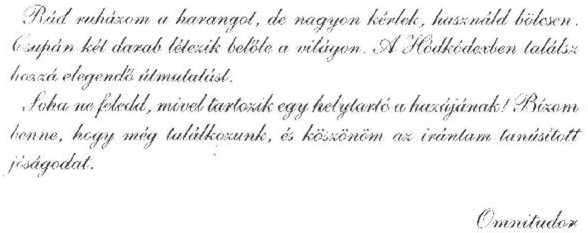 Rád ruházom a harangot, de nagyon kérlek, használd bölcsen.
Csupán két darab létezik belőle a világon. A Hódkódexben találsz
hozzá elegendő útmutatást.
Soha ne feledd, mivel tartozik egy helytartó a hazájának! Bízom
benne, hogy még találkozunk, és köszönöm az irántam tanúsított
jóságodat.
Omnitudor